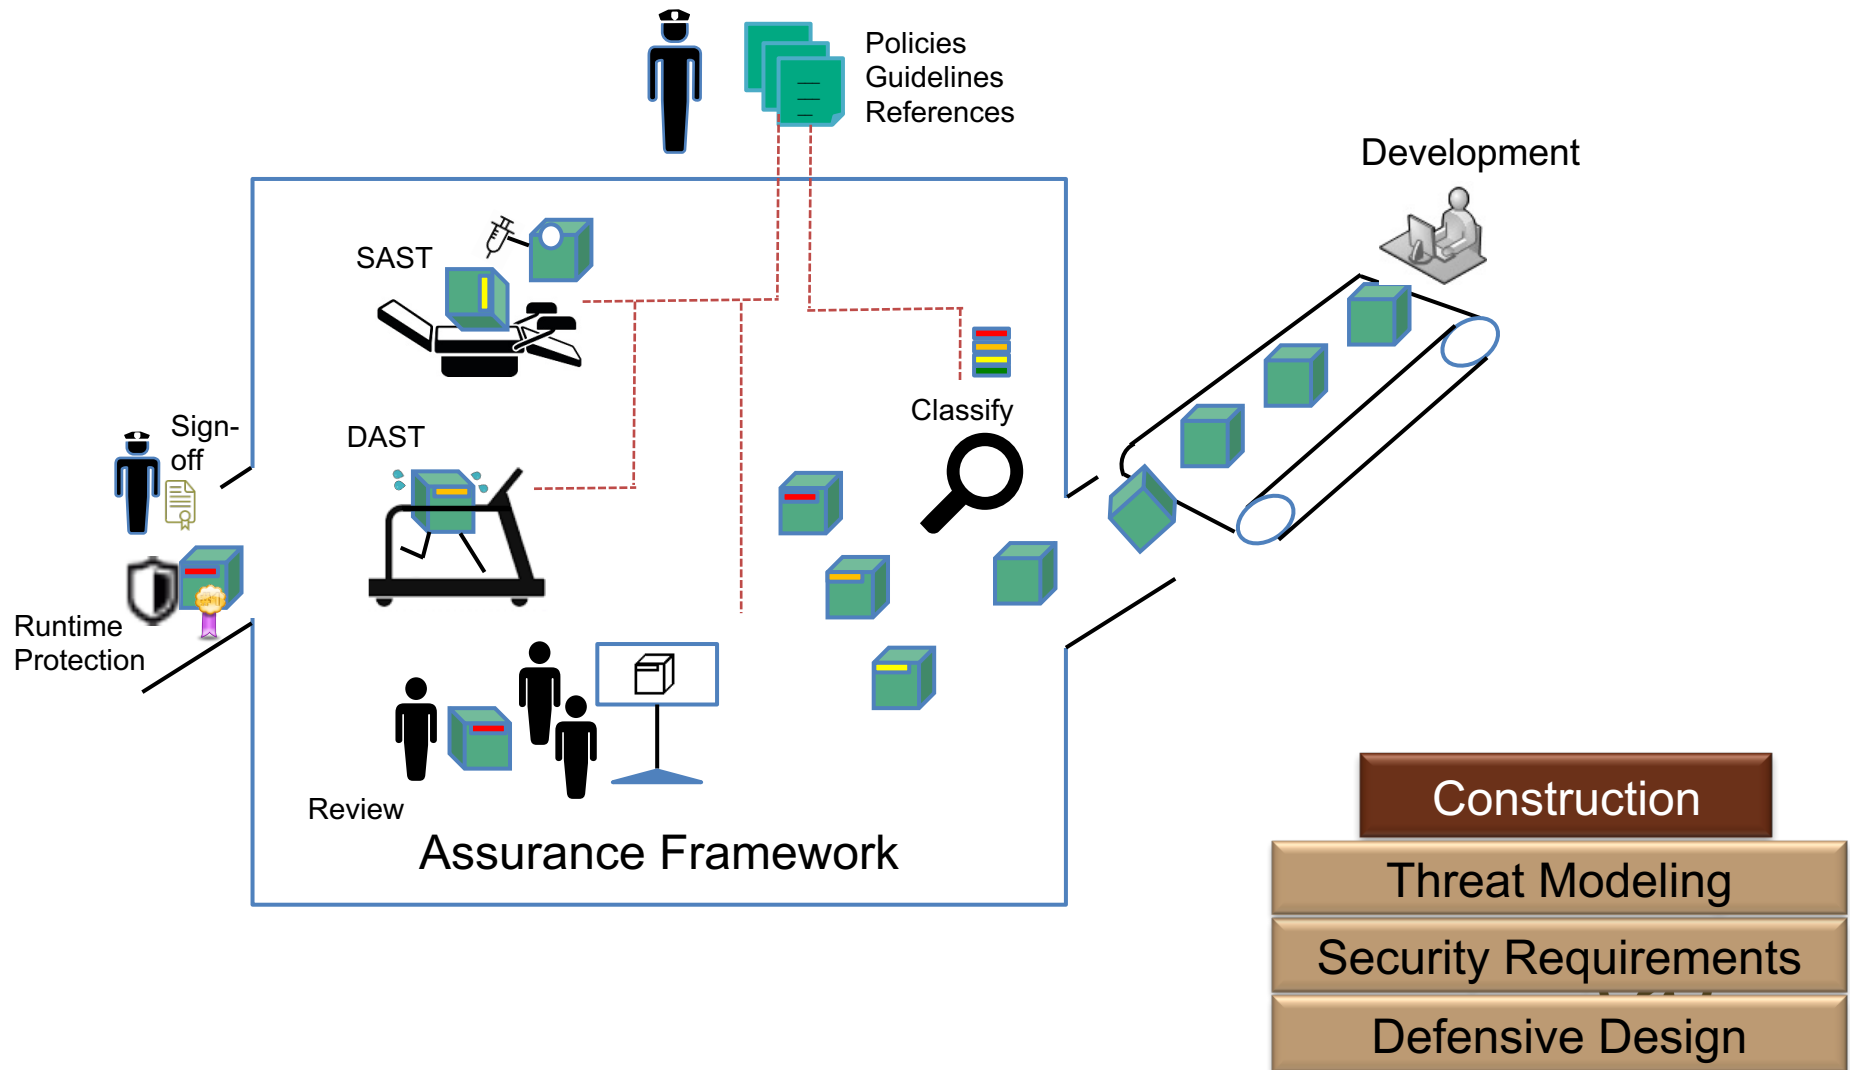 Policies
Guidelines
References
Development
SAST
Classify
DAST
Sign-
off
Runtime
Protection
Review
Assurance Framework
Construction
Threat Modeling
Security Requirements
Defensive Design